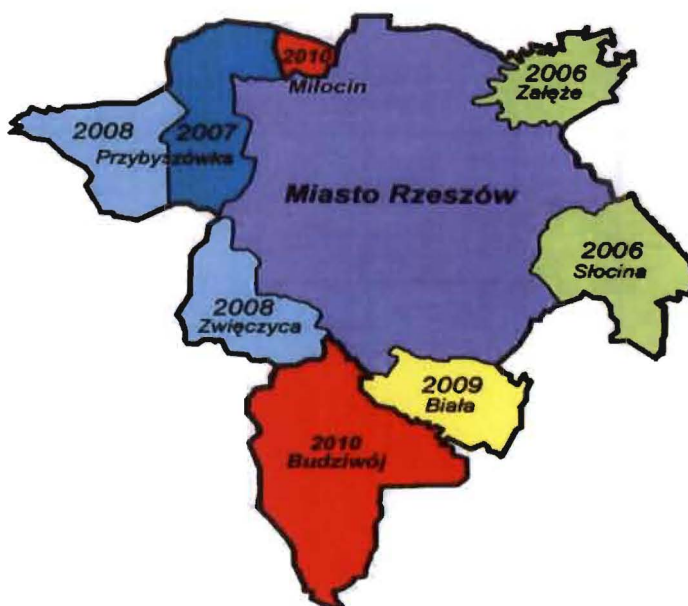 2010
Miłocin
2006
Załęże
2008
2007
Przybyszówka
Miasto Rzeszów
2006
Słocina
2008
Zwięczyca
2009
Biała
2010
Budziwój